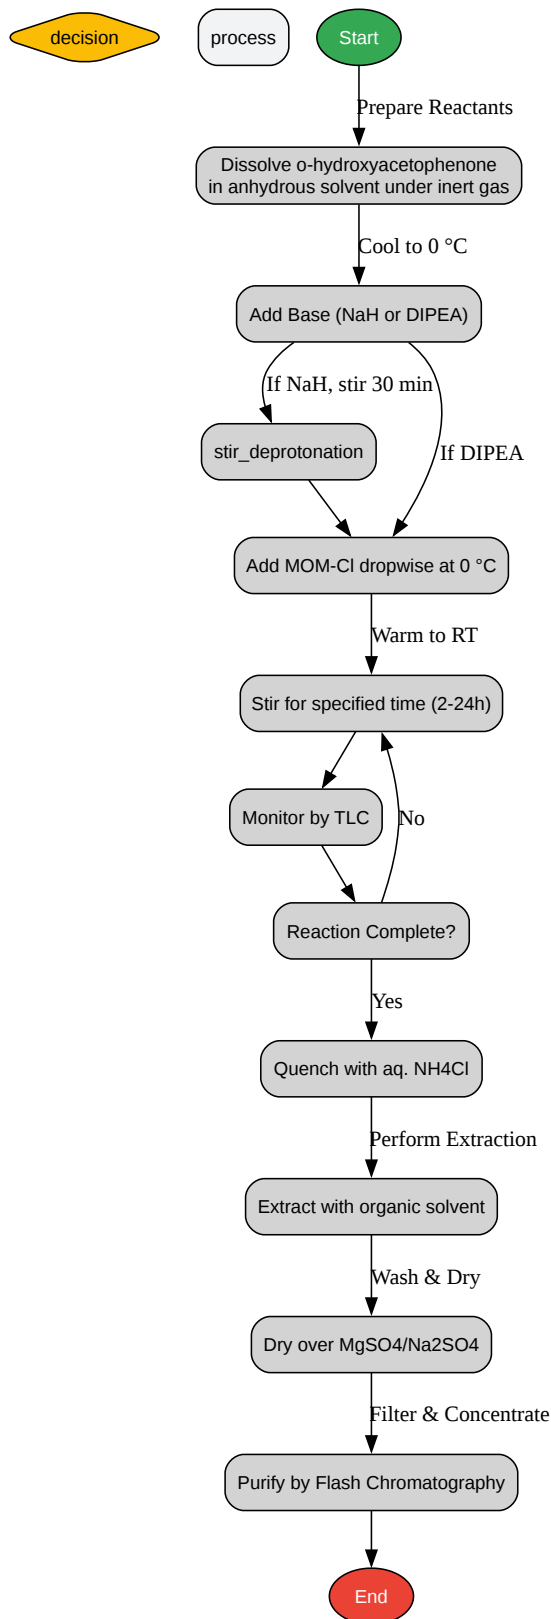 decision
process
Start
Prepare Reactants
Dissolve o-hydroxyacetophenone
in anhydrous solvent under inert gas
Cool to 0 °C
Add Base (NaH or DIPEA)
If NaH, stir 30 min
stir_deprotonation
If DIPEA
Add MOM-Cl dropwise at 0 °C
Warm to RT
Stir for specified time (2-24h)
Monitor by TLC
No
Reaction Complete?
Yes
Quench with aq. NH4Cl
Perform Extraction
Extract with organic solvent
Wash & Dry
Dry over MgSO4/Na2SO4
Filter & Concentrate
Purify by Flash Chromatography
End